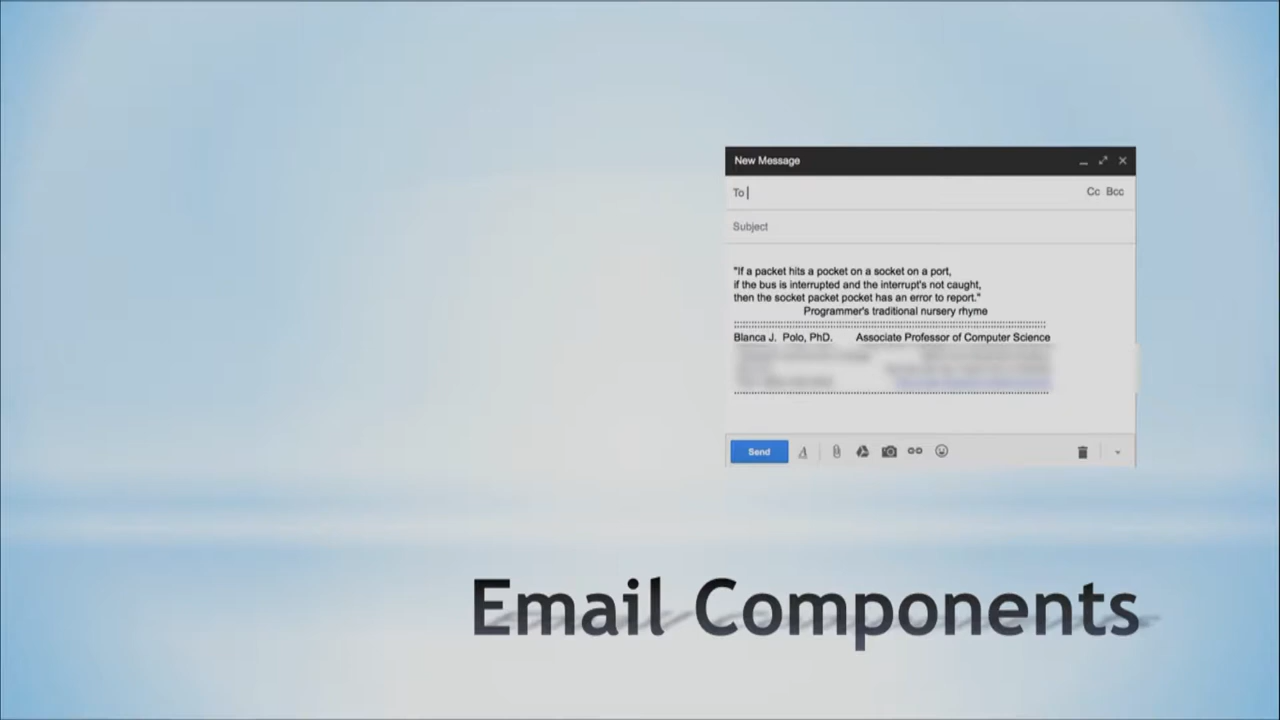 New Message
To
Cc Bcc
Subject
"If a packet hits a pocket on a socket on a port,
if the bus is interrupted and the interrupt's not caught,
then the socket packet pocket has an error to report."
Programmer's traditional nursery rhyme
Blanca J. Polo, PhD. Associate Professor of Computer Science
Send
Email Components